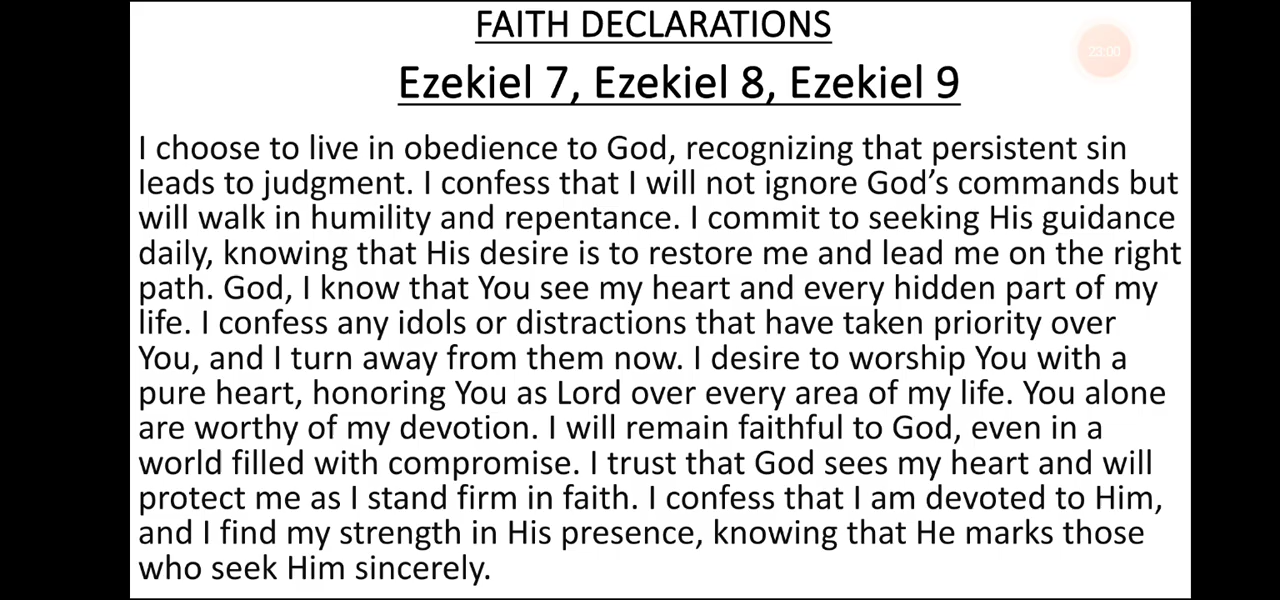 FAITH DECLARATIONS
23:00
Ezekiel 7, Ezekiel 8, Ezekiel 9
I choose to live in obedience to God, recognizing that persistent sin
leads to judgment. I confess that I will not ignore God’s commands but
will walk in humility and repentance. I commit to seeking His guidance
daily, knowing that His desire is to restore me and lead me on the right
path. God, I know that You see my heart and every hidden part of my
life. I confess any idols or distractions that have taken priority over
You, and I turn away from them now. I desire to worship You with a
pure heart, honoring You as Lord over every area of my life. You alone
are worthy of my devotion. I will remain faithful to God, even in a
world filled with compromise. I trust that God sees my heart and will
protect me as I stand firm in faith. I confess that I am devoted to Him,
and I find my strength in His presence, knowing that He marks those
who seek Him sincerely.